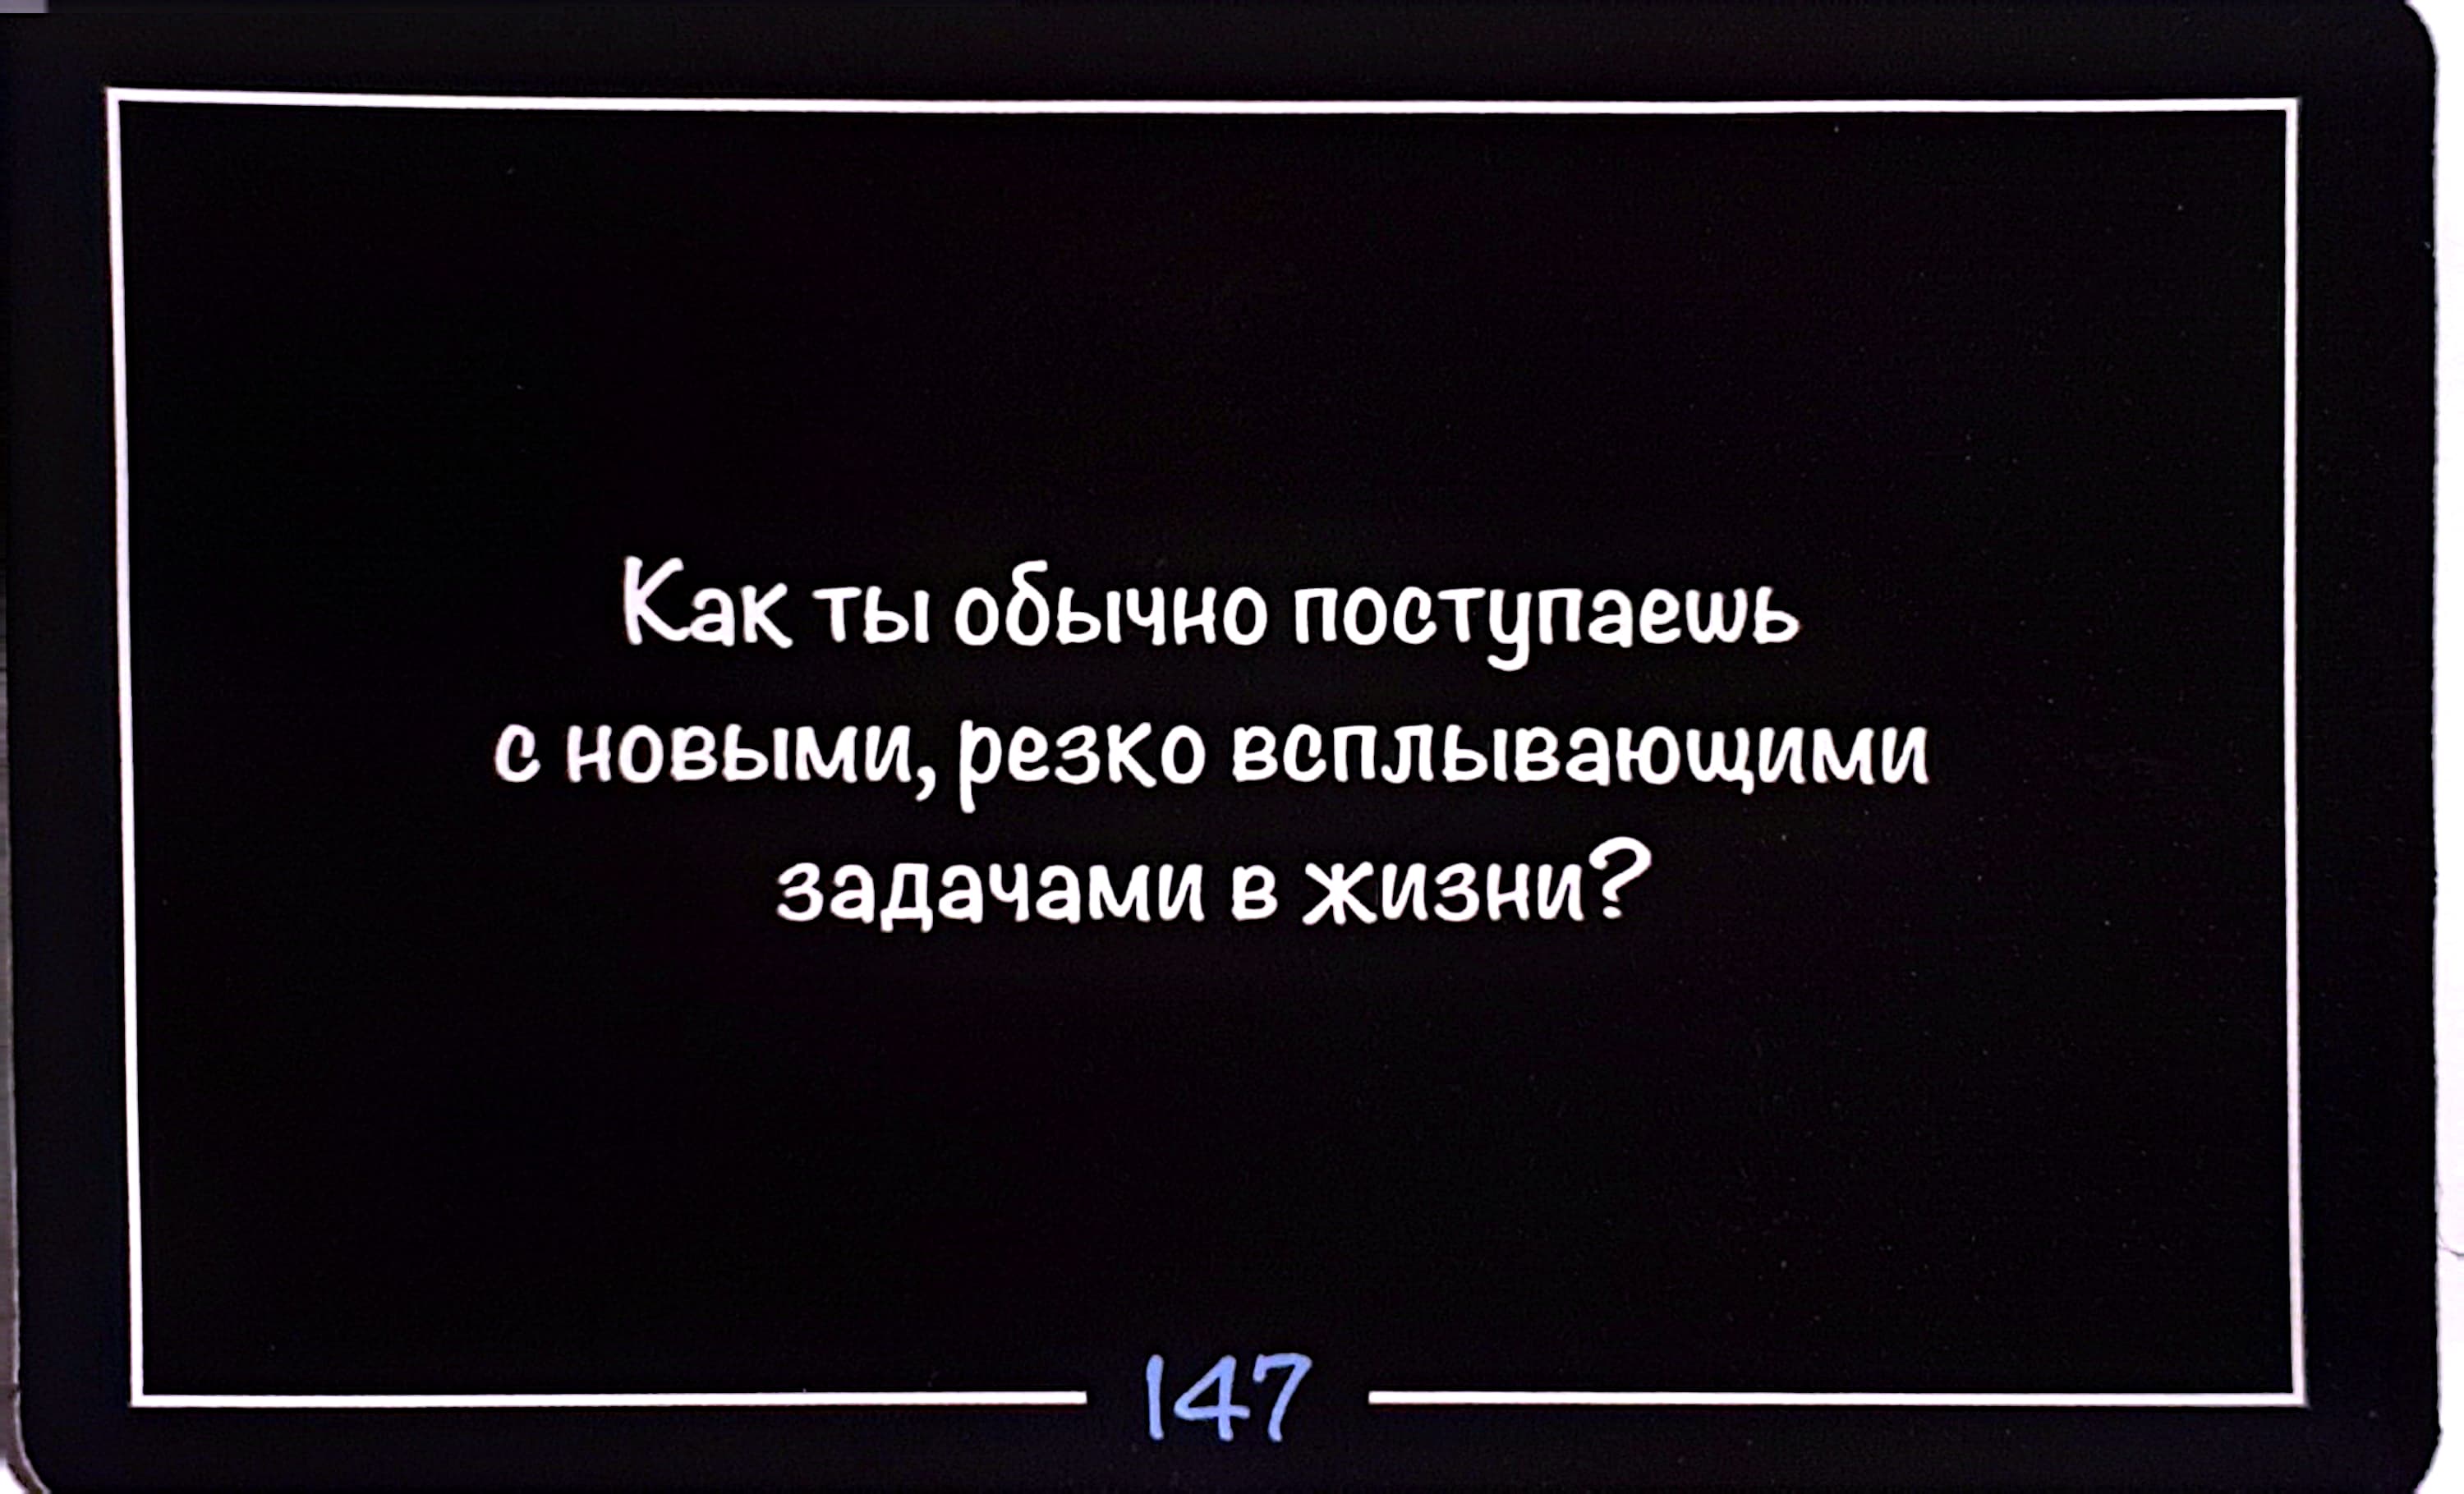 Как ты обычно поступаешь
с новыми, резко всплывающими
задачами в жизни?
147